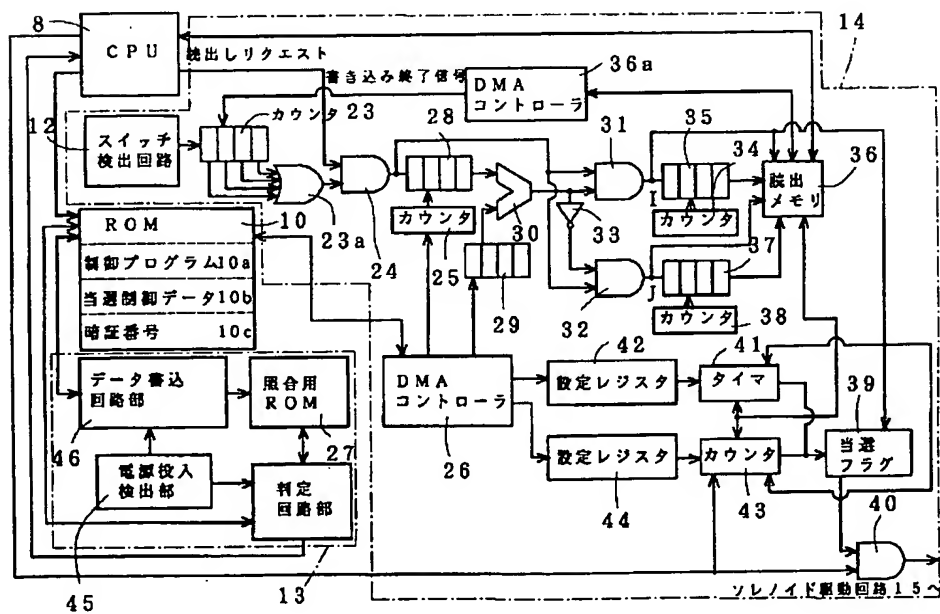 8
CPU
読出しリクエスト
書き込み終了信号
14
12
スイッチ
検出回路
カウンタ 23
DMA
コントローラ
36a
28
31
35
34
36
読出
メモリ
23a
24
カウンタ
25
29
30
33
I
カウンタ
32
J
37
カウンタ
38
ROM 10
制御プログラム10a
当選制御データ10b
暗証番号 10c
データ書込
回路部
46
照合用
ROM
27
電源投入
検出部
45
判定
回路部
13
DMA
コントローラ
26
42
設定レジスタ
41
タイマ
設定レジスタ
44
カウンタ
43
39
当選
フラグ
40
ソレノイド駆動回路15へ